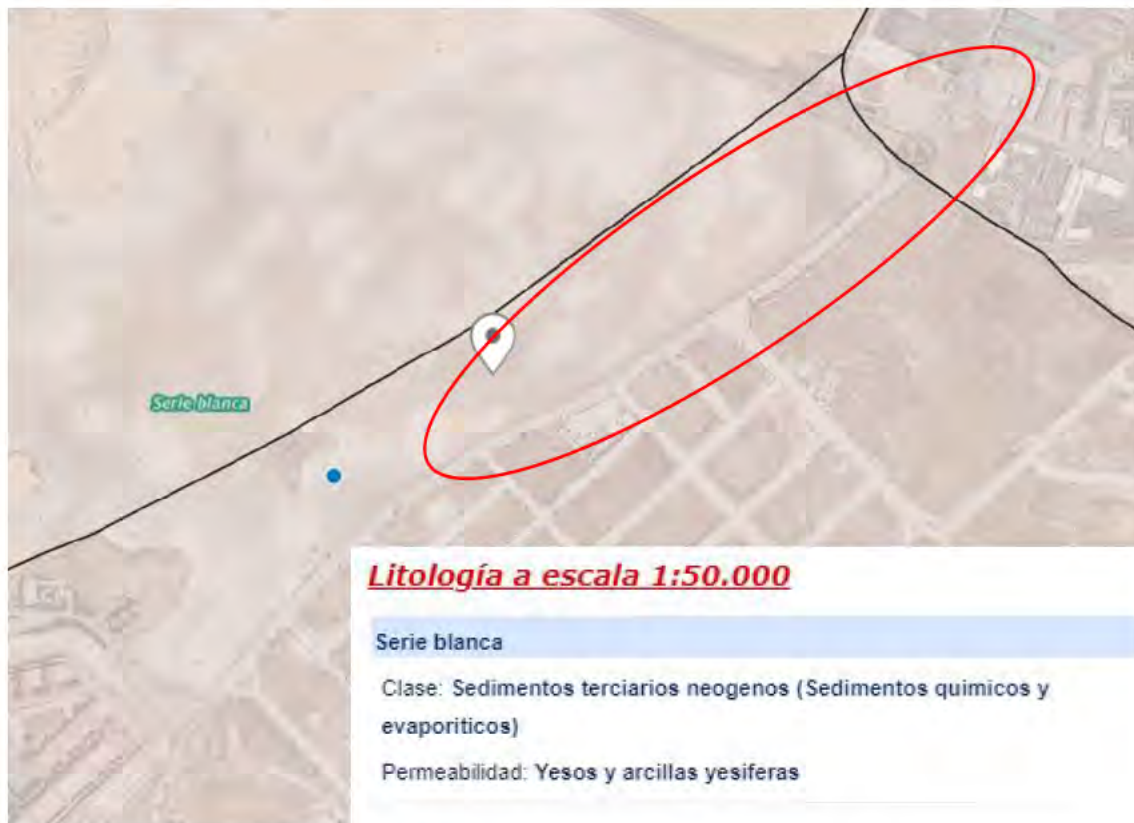 Serie blanca
Litología a escala 1:50.000
Serie blanca
Clase: Sedimentos terciarios neogenos (Sedimentos quimicos y
evaporiticos)
Permeabilidad: Yesos y arcillas yesiferas